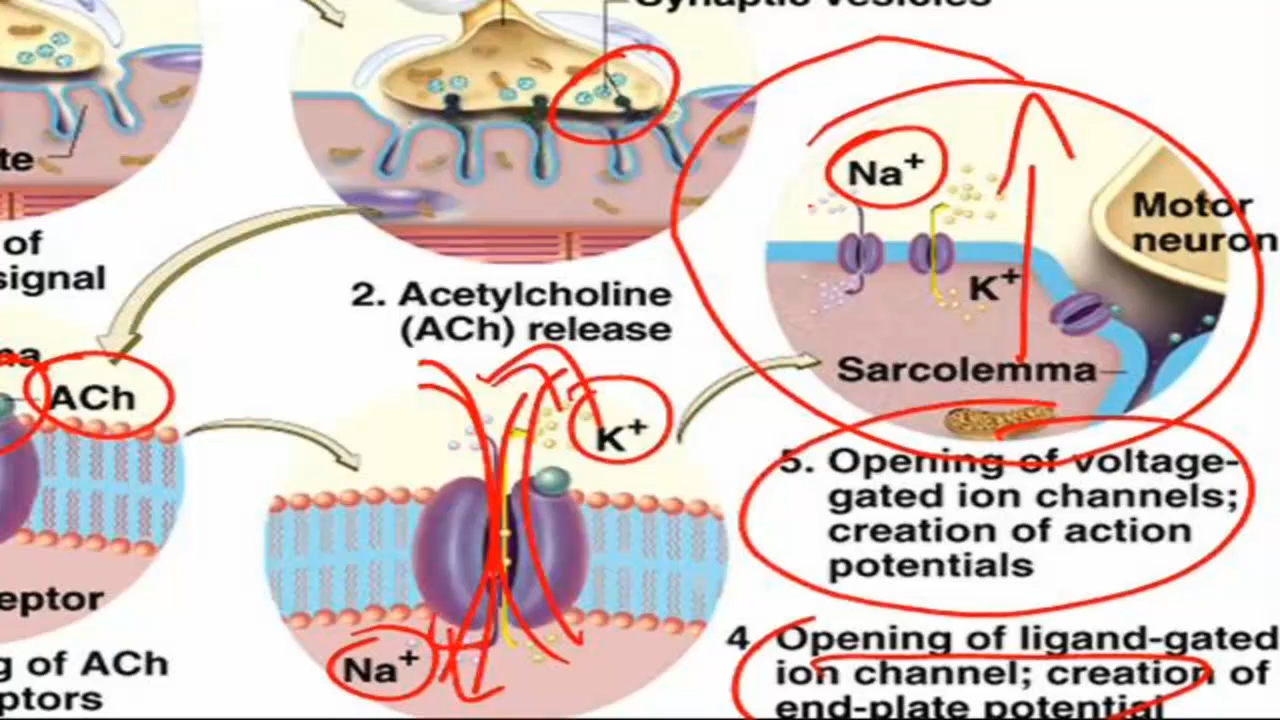 Synaptic vesicles
te
of
signal
2. Acetylcholine
(ACh) release
Na⁺
K⁺
Motor
neuron
Sarcolemma
5. Opening of voltage-
gated ion channels;
creation of action
potentials
ma
ACh
eptor
g of ACh
ptors
K⁺
Na⁺
4 Opening of ligand-gated
ion channel; creation of
end-plate potential